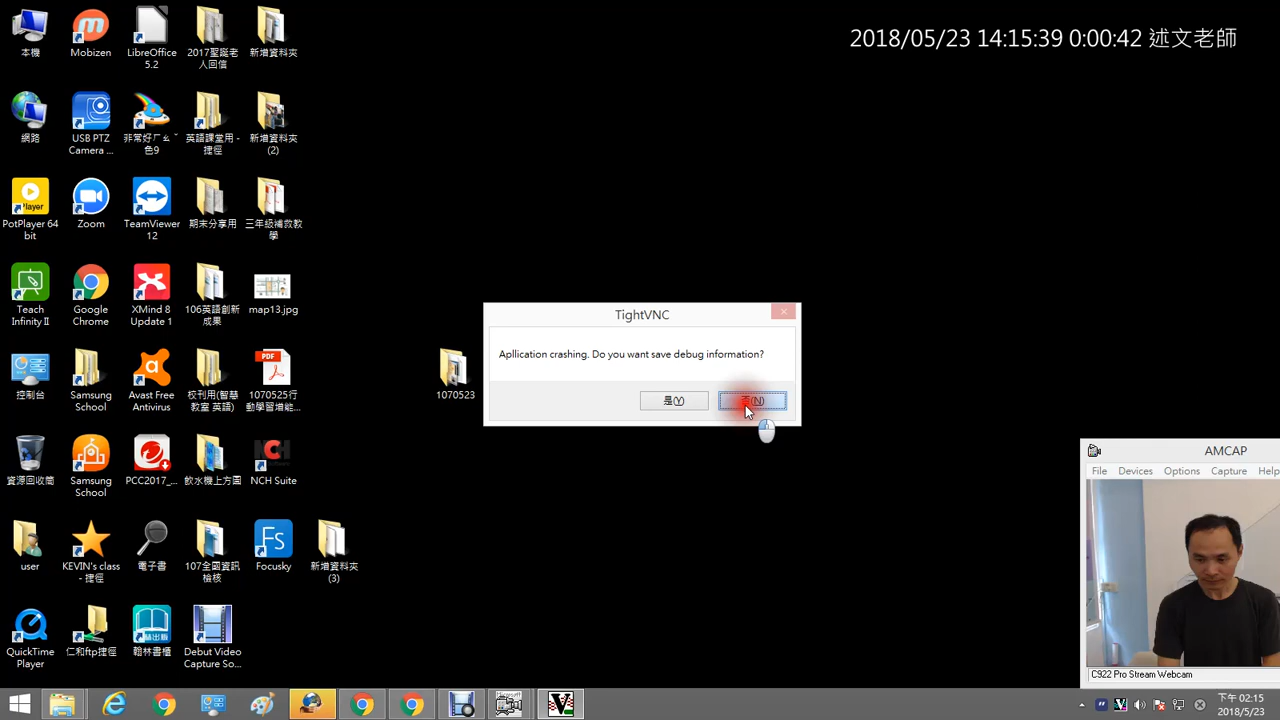 2018/05/23 14:15:39 0:00:42 述文老師
本機
Mobizen
LibreOffice
5.2
2017聖誕老
人回信
新增資料夾
網路
USB PTZ
Camera ...
非常好ㄏㄠˇ
色9
英語課堂用 -
捷徑
新增資料夾
(2)
Player
PotPlayer 64
bit
Zoom
TeamViewer
12
期末分享用
三年級補救教
學
Teach
Infinity II
Google
Chrome
XMind 8
Update 1
106英語創新
成果
map13.jpg
控制台
Samsung
School
Avast Free
Antivirus
校刊用(智慧
教室 英語)
PDF
1070525行
動學習增能...
1070523
資源回收筒
Samsung
School
PCC2017_...
飲水機上方圖
NCH
NCH Suite
user
KEVIN's class
- 捷徑
電子書
107全國資訊
檢核
Fs
Focusky
新增資料夾
(3)
QuickTime
Player
仁和ftp捷徑
翰林書櫃
Debut Video
Capture So...
TightVNC
Apllication crashing. Do you want save debug information?
是(Y)
否(N)
AMCAP
File Devices Options Capture Help
C922 Pro Stream Webcam
下午 02:15
2018/5/23